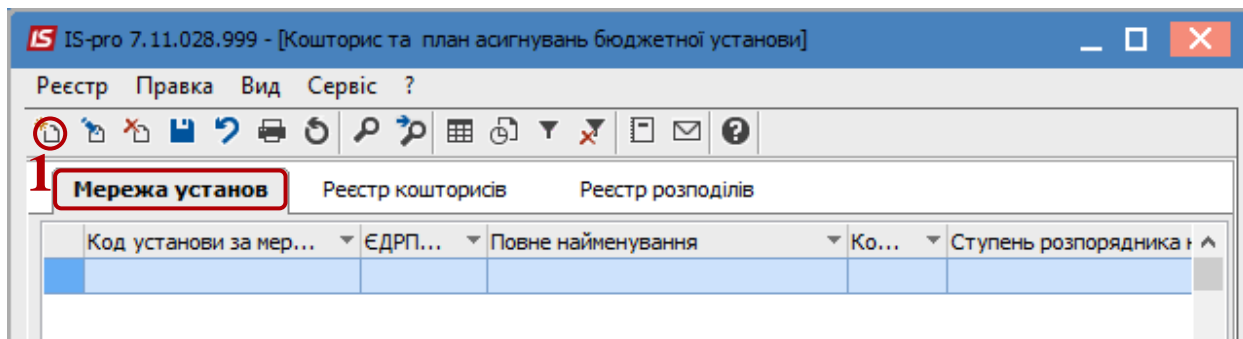 IS IS-pro 7.11.028.999 - [Кошторис та план асигнувань бюджетної установи]
Реєстр Правка Вид Сервіс ?
1
Мережа установ Реєстр кошторисів Реєстр розподілів
Код установи за мер... ЄДРП... Повне найменування Ко... Ступень розпорядника